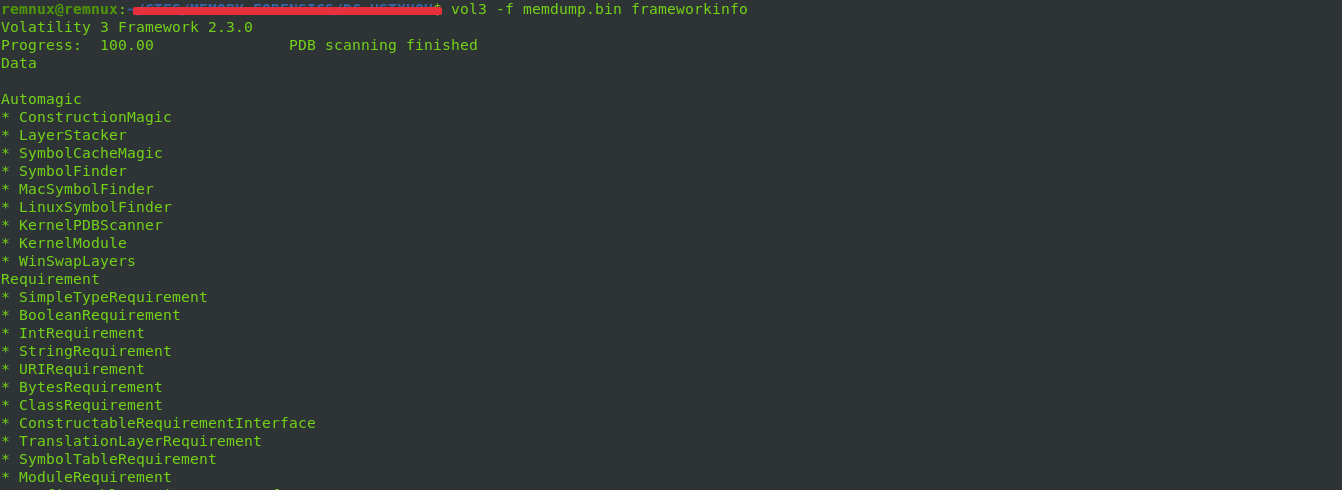 remnux@remnux:~ vol3 -f memdump.bin frameworkinfo
Volatility 3 Framework 2.3.0
Progress:  100.00               PDB scanning finished
Data

Automagic
* ConstructionMagic
* LayerStacker
* SymbolCacheMagic
* SymbolFinder
* MacSymbolFinder
* LinuxSymbolFinder
* KernelPDBScanner
* KernelModule
* WinSwapLayers
Requirement
* SimpleTypeRequirement
* BooleanRequirement
* IntRequirement
* StringRequirement
* URIRequirement
* BytesRequirement
* ClassRequirement
* ConstructableRequirementInterface
* TranslationLayerRequirement
* SymbolTableRequirement
* ModuleRequirement